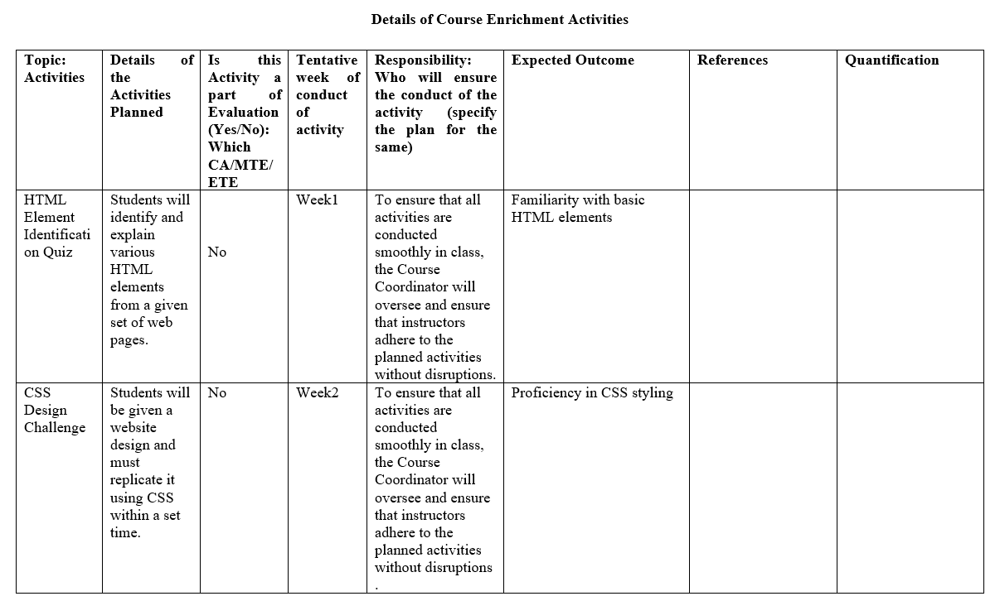 Details of Course Enrichment Activities
Topic:
Activities
Details of
the
Activities
Planned
Is this
Activity a
part of
Evaluation
(Yes/No):
Which
CA/MTE/
ETE
Tentative
week of
conduct
of
activity
Responsibility:
Who will ensure
the conduct of the
activity (specify
the plan for the
same)
Expected Outcome
References
Quantification
HTML
Element
Identificati
on Quiz
Students will
identify and
explain
various
HTML
elements
from a given
set of web
pages.
No
Week1
To ensure that all
activities are
conducted
smoothly in class,
the Course
Coordinator will
oversee and ensure
that instructors
adhere to the
planned activities
without disruptions.
Familiarity with basic
HTML elements
CSS
Design
Challenge
Students will
be given a
website
design and
must
replicate it
using CSS
within a set
time.
No
Week2
To ensure that all
activities are
conducted
smoothly in class,
the Course
Coordinator will
oversee and ensure
that instructors
adhere to the
planned activities
without disruptions
.
Proficiency in CSS styling